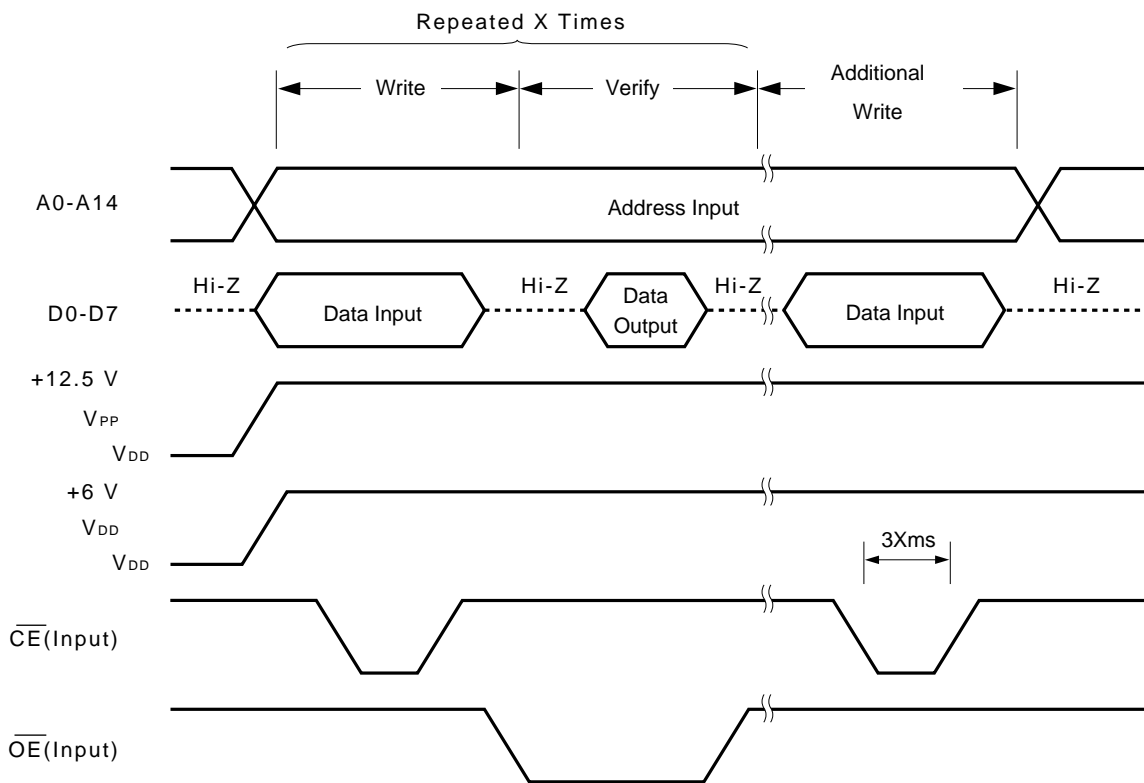 Repeated X Times
Write
Verify
Additional
Write
A0-A14
Address Input
Hi-Z
Hi-Z
Hi-Z
Hi-Z
D0-D7
Data Input
Data
Output
Data Input
+12.5 V
VPP
VDD
+6 V
VDD
VDD
3Xms
CE(Input)
OE(Input)